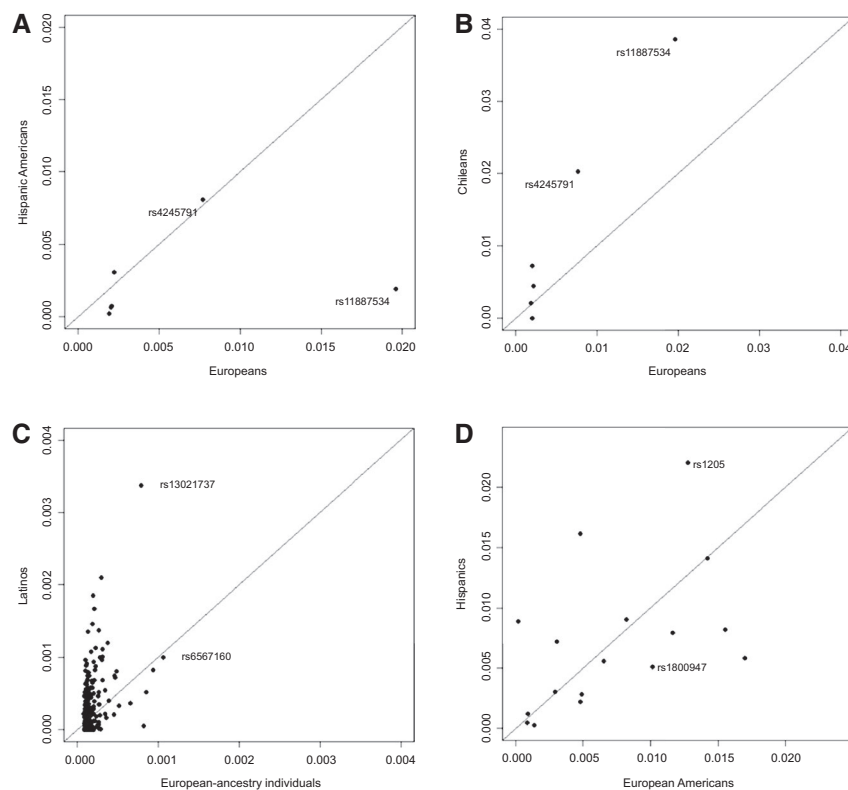 A
Hispanic Americans
0.020
0.015
0.010
0.005
0.000
rs4245791
rs11887534
0.000 0.005 0.010 0.015 0.020
Europeans
B
Chileans
0.04
0.03
0.02
0.01
0.00
rs11887534
rs4245791
0.00 0.01 0.02 0.03 0.04
Europeans
C
Latinos
0.004
0.003
0.002
0.001
0.000
rs13021737
rs6567160
0.000 0.001 0.002 0.003 0.004
European-ancestry individuals
D
Hispanics
0.020
0.015
0.010
0.005
0.000
rs1205
rs1800947
0.000 0.005 0.010 0.015 0.020
European Americans